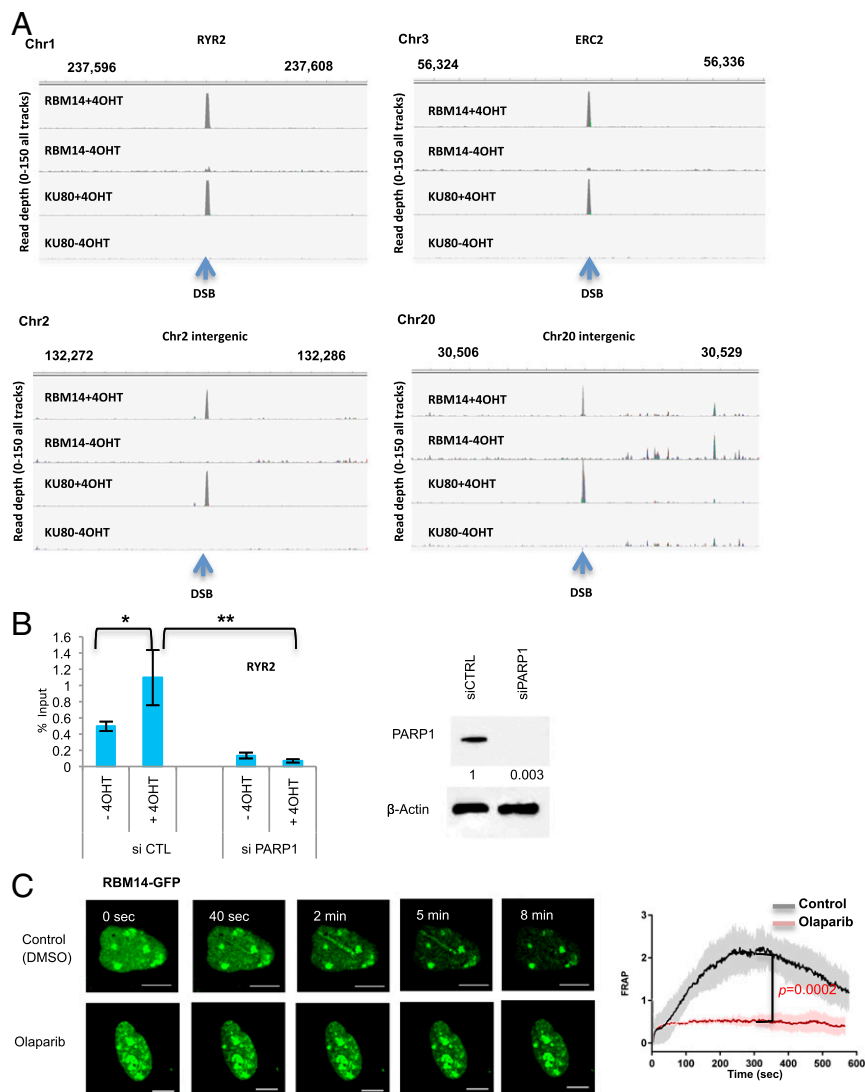 A
Chr1
RYR2
237,596
237,608
Read depth (0-150 all tracks)
RBM14+4OHT
RBM14-4OHT
KU80+4OHT
KU80-4OHT
DSB
Chr3
ERC2
56,324
56,336
Read depth (0-150 all tracks)
RBM14+4OHT
RBM14-4OHT
KU80+4OHT
KU80-4OHT
DSB
Chr2
Chr2 intergenic
132,272
132,286
Read depth (0-150 all tracks)
RBM14+4OHT
RBM14-4OHT
KU80+4OHT
KU80-4OHT
DSB
Chr20
Chr20 intergenic
30,506
30,529
Read depth (0-150 all tracks)
RBM14+4OHT
RBM14-4OHT
KU80+4OHT
KU80-4OHT
DSB
B
*
**
RYR2
% Input
1.6
1.4
1.2
1
0.8
0.6
0.4
0.2
0
- 4OHT
+ 4OHT
- 4OHT
+ 4OHT
si CTL
si PARP1
siCTRL
siPARP1
PARP1
1
0.003
β-Actin
C
RBM14-GFP
Control
(DMSO)
0 sec
40 sec
2 min
5 min
8 min
Olaparib
Control
Olaparib
FRAP
3
2
1
0
p=0.0002
0
100
200
300
400
500
600
Time (sec)